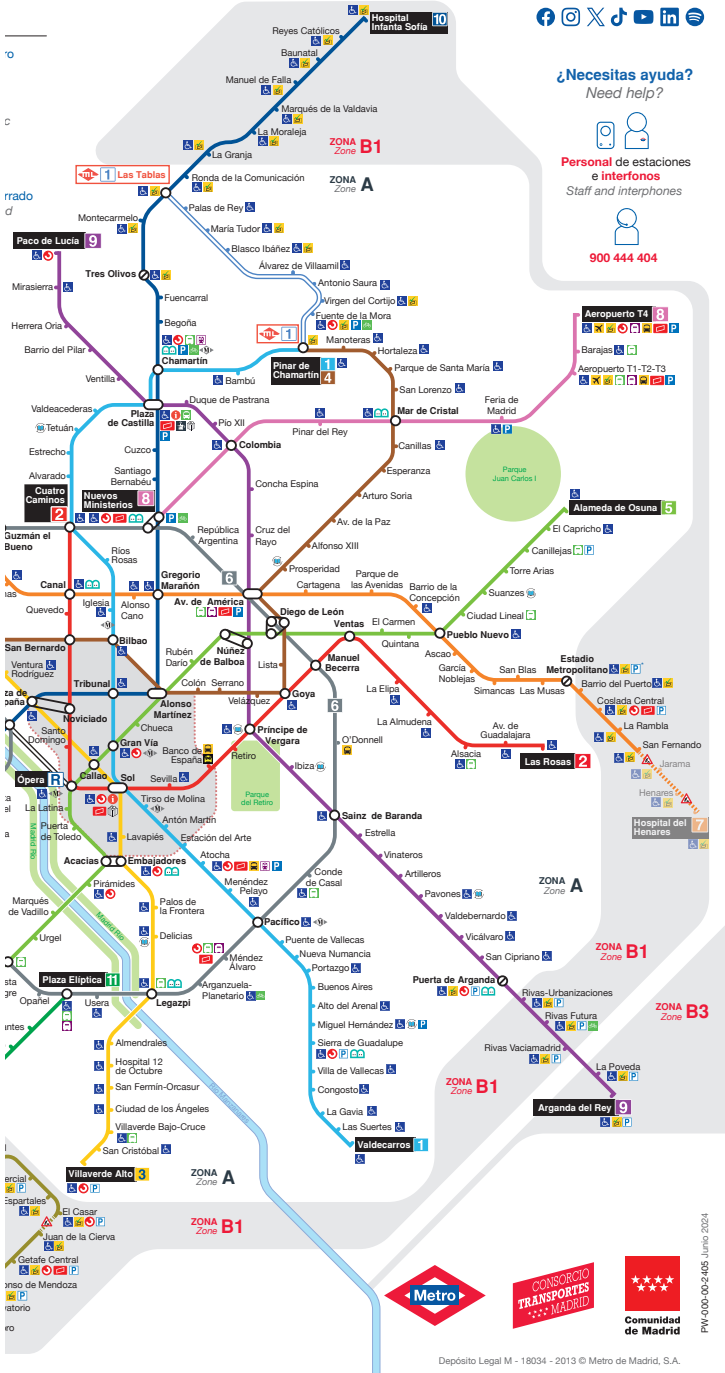 Hospital
Infanta Sofía 10
Reyes Católicos
Baunatal
Manuel de Falla
Marqués de la Valdavia
La Moraleja
La Granja
ZONA
Zone B1
ZONA
Zone A
¿Necesitas ayuda?
Need help?
Personal de estaciones
e interfonos
Staff and interphones
900 444 404
ml 1 Las Tablas
Ronda de la Comunicación
Montecarmelo
Palas de Rey
María Tudor
Blasco Ibáñez
Álvarez de Villaamil
Antonio Saura
Virgen del Cortijo
Fuente de la Mora
ml 1
Paco de Lucía 9
Mirasierra
Herrera Oria
Barrio del Pilar
Ventilla
Tres Olivos
Fuencarral
Begoña
Chamartín
Bambú
Pinar de
Chamartín 1
4
Manoteras
Hortaleza
Parque de Santa María
San Lorenzo
Mar de Cristal
Canillas
Esperanza
Arturo Soria
Av. de la Paz
Alfonso XIII
Prosperidad
Aeropuerto T4 8
Barajas
Aeropuerto T1-T2-T3
Feria de
Madrid
Parque
Juan Carlos I
Pinar del Rey
Valdeacederas
Tetuán
Estrecho
Alvarado
Plaza
de Castilla
Duque de Pastrana
Pío XII
Colombia
Cuzco
Santiago
Bernabéu
Concha Espina
Cruz del
Rayo
Cuatro
Caminos
2
Nuevos
Ministerios 8
República
Argentina
Guzmán el
Bueno
Ríos
Rosas
Canal
Quevedo
Iglesia
Alonso
Cano
Gregorio
Marañón
6
Av. de América
Cartagena
Parque de
las Avenidas
Barrio de la
Concepción
Diego de León
Alameda de Osuna 5
El Capricho
Canillejas
Torre Arias
Suanzes
Ciudad Lineal
Pueblo Nuevo
El Carmen
Quintana
Ventas
Ascao
García
Noblejas
San Blas
Simancas Las Musas
Estadio
Metropolitano
Barrio del Puerto
Coslada Central
La Rambla
San Fernando
Jarama
Henares
Hospital del
Henares 7
San Bernardo
Bilbao
Rubén
Darío
Núñez
de Balboa
Lista
Manuel
Becerra
Ventura
Rodríguez
Tribunal
Alonso
Martínez
Colón Serrano
Velázquez
Goya
6
La Elipa
La Almudena
Alsacia
Av. de
Guadalajara
Las Rosas 2
Noviciado
Santo
Domingo
Chueca
Gran Vía
Banco de
España
Retiro
Príncipe de
Vergara
Ibiza
O'Donnell
Parque
del Retiro
Callao
Ópera R
Sol
Sevilla
La Latina
Puerta
de Toledo
Tirso de Molina
Antón Martín
Lavapiés
Estación del Arte
Atocha
Sainz de Baranda
Estrella
Vinateros
Artilleros
Pavones
Valdebernardo
Vicálvaro
San Cipriano
Puerta de Arganda
Rivas-Urbanizaciones
Rivas Futura
Rivas Vaciamadrid
La Poveda
Arganda del Rey 9
ZONA
Zone A
ZONA
Zone B1
ZONA
Zone B3
Acacias
Embajadores
Pirámides
Marqués
de Vadillo
Urgel
Madrid Río
Madrid Río
Palos de
la Frontera
Delicias
Menéndez
Pelayo
Conde
de Casal
Pacífico
Méndez
Álvaro
Arganzuela-
Planetario
Legazpi
Plaza Elíptica 11
Opañel
Usera
Puente de Vallecas
Nueva Numancia
Portazgo
Buenos Aires
Alto del Arenal
Miguel Hernández
Sierra de Guadalupe
Villa de Vallecas
Congosto
La Gavia
Las Suertes
Valdecarros 1
Río Manzanares
Almendrales
Hospital 12
de Octubre
San Fermín-Orcasur
Ciudad de los Ángeles
Villaverde Bajo-Cruce
San Cristóbal
Villaverde Alto 3
ZONA
Zone A
ZONA
Zone B1
ZONA
Zone B1
Espartales
El Casar
Juan de la Cierva
Getafe Central
onso de Mendoza
Metro
CONSORCIO
TRANSPORTES
MADRID
Comunidad
de Madrid
PW-000-00-2405 Junio 2024
Depósito Legal M - 18034 - 2013 © Metro de Madrid, S.A.